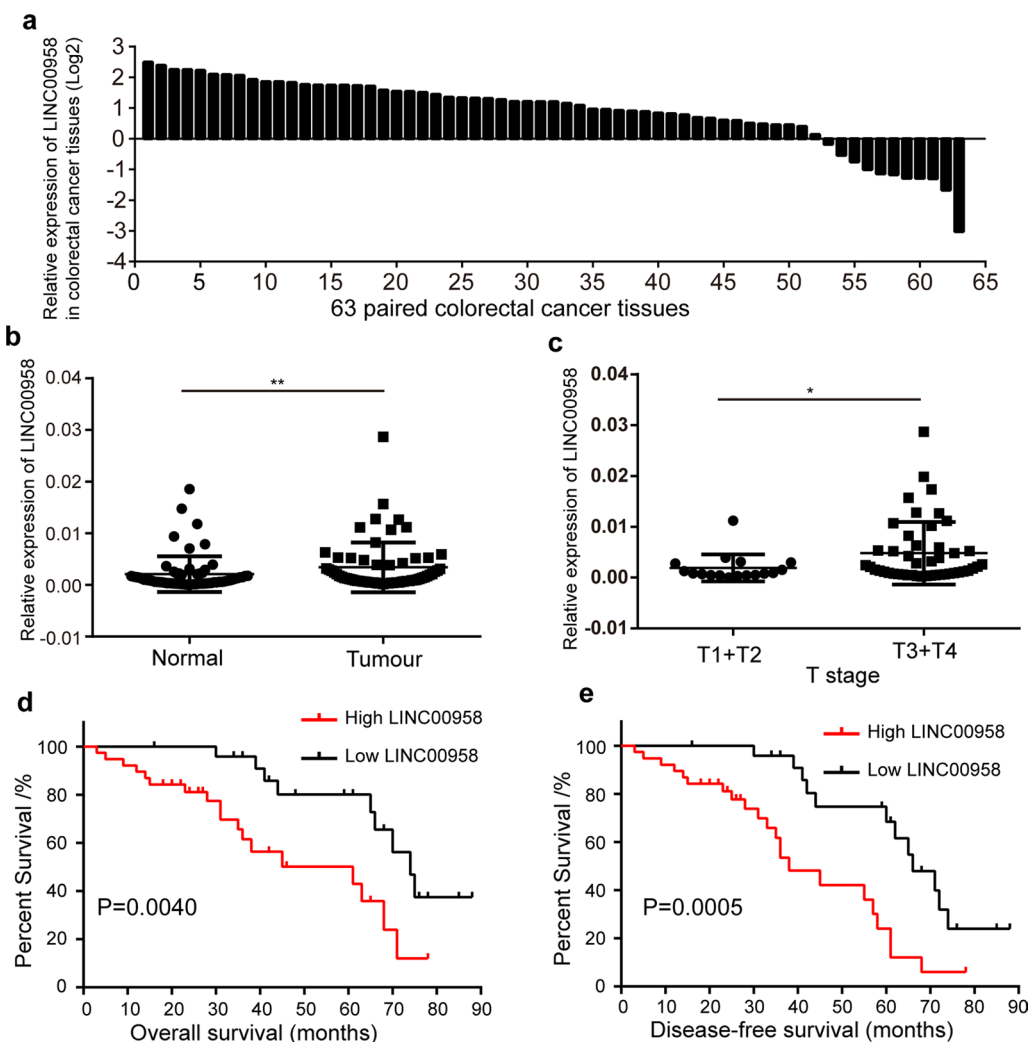 a
Relative expression of LINC00958
in colorectal cancer tissues (Log2)
3
2
1
0
-1
-2
-3
-4
0 5 10 15 20 25 30 35 40 45 50 55 60 65
63 paired colorectal cancer tissues
b
Relative expression of LINC00958
0.04
0.03
0.02
0.01
0.00
-0.01
**
Normal Tumour
c
Relative expression of LINC00958
0.04
0.03
0.02
0.01
0.00
-0.01
*
T1+T2 T3+T4
T stage
d
High LINC00958
Low LINC00958
Percent Survival /%
100
80
60
40
20
0
P=0.0040
0 10 20 30 40 50 60 70 80 90
Overall survival (months)
e
High LINC00958
Low LINC00958
Percent Survival /%
100
80
60
40
20
0
P=0.0005
0 10 20 30 40 50 60 70 80 90
Disease-free survival (months)